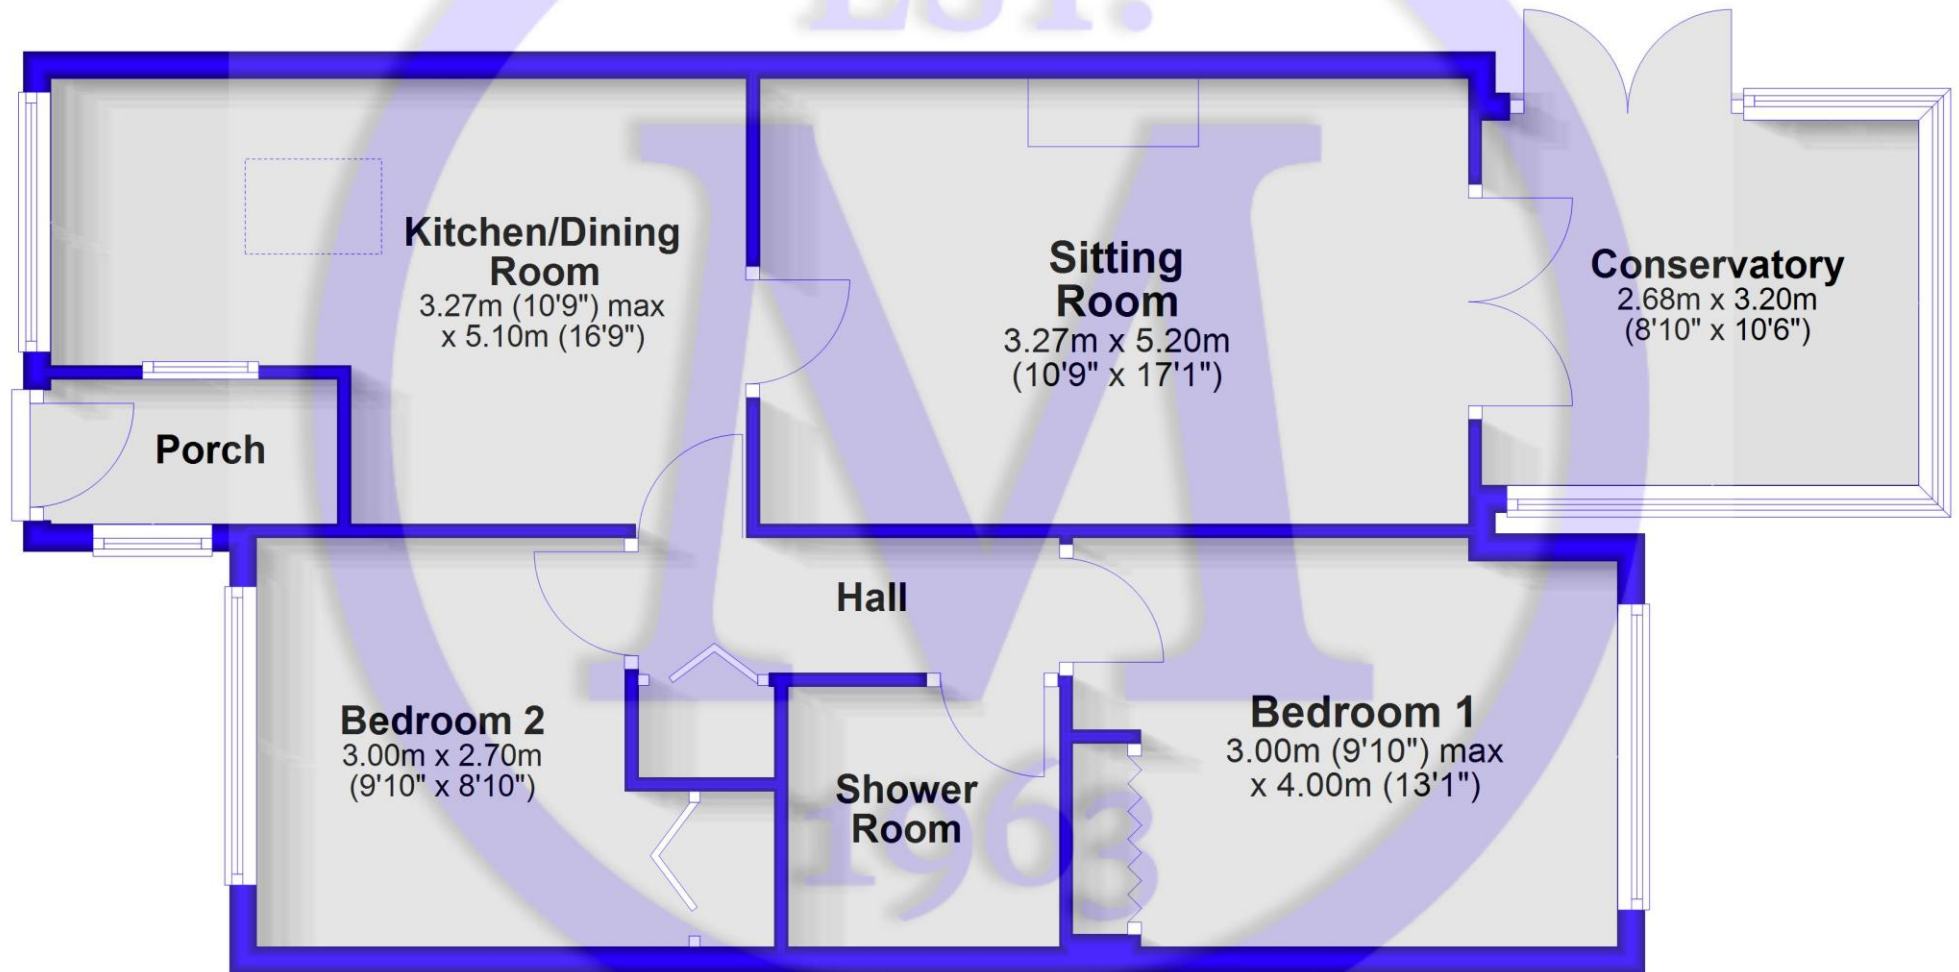 EST.
Kitchen/Dining
Room
3.27m (10'9") max
x 5.10m (16'9")
Sitting
Room
3.27m x 5.20m
(10'9" x 17'1")
Conservatory
2.68m x 3.20m
(8'10" x 10'6")
Porch
M
Hall
Bedroom 2
3.00m x 2.70m
(9'10" x 8'10")
Shower
Room
Bedroom 1
3.00m (9'10") max
x 4.00m (13'1")
1963